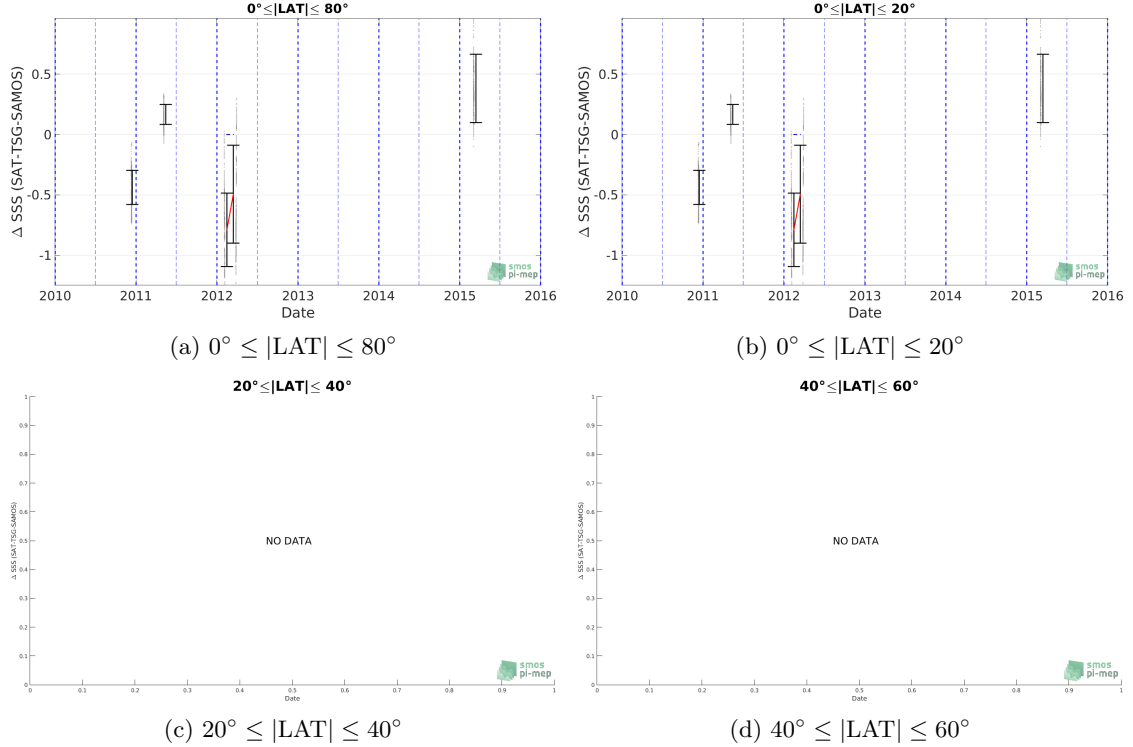 0°≤|LAT|≤ 80°
Δ SSS (SAT-TSG-SAMOS)
0.5
0
-0.5
-1
2010 2011 2012 2013 2014 2015 2016
Date
smos
pi-mep
(a) 0° ≤ |LAT| ≤ 80°
0°≤|LAT|≤ 20°
Δ SSS (SAT-TSG-SAMOS)
0.5
0
-0.5
-1
2010 2011 2012 2013 2014 2015 2016
Date
smos
pi-mep
(b) 0° ≤ |LAT| ≤ 20°
20°≤|LAT|≤ 40°
Δ SSS (SAT-TSG-SAMOS)
1
0.9
0.8
0.7
0.6
0.5
0.4
0.3
0.2
0.1
0
NO DATA
0 0.1 0.2 0.3 0.4 0.5 0.6 0.7 0.8 0.9 1
Date
smos
pi-mep
(c) 20° ≤ |LAT| ≤ 40°
40°≤|LAT|≤ 60°
Δ SSS (SAT-TSG-SAMOS)
1
0.9
0.8
0.7
0.6
0.5
0.4
0.3
0.2
0.1
0
NO DATA
0 0.1 0.2 0.3 0.4 0.5 0.6 0.7 0.8 0.9 1
Date
smos
pi-mep
(d) 40° ≤ |LAT| ≤ 60°